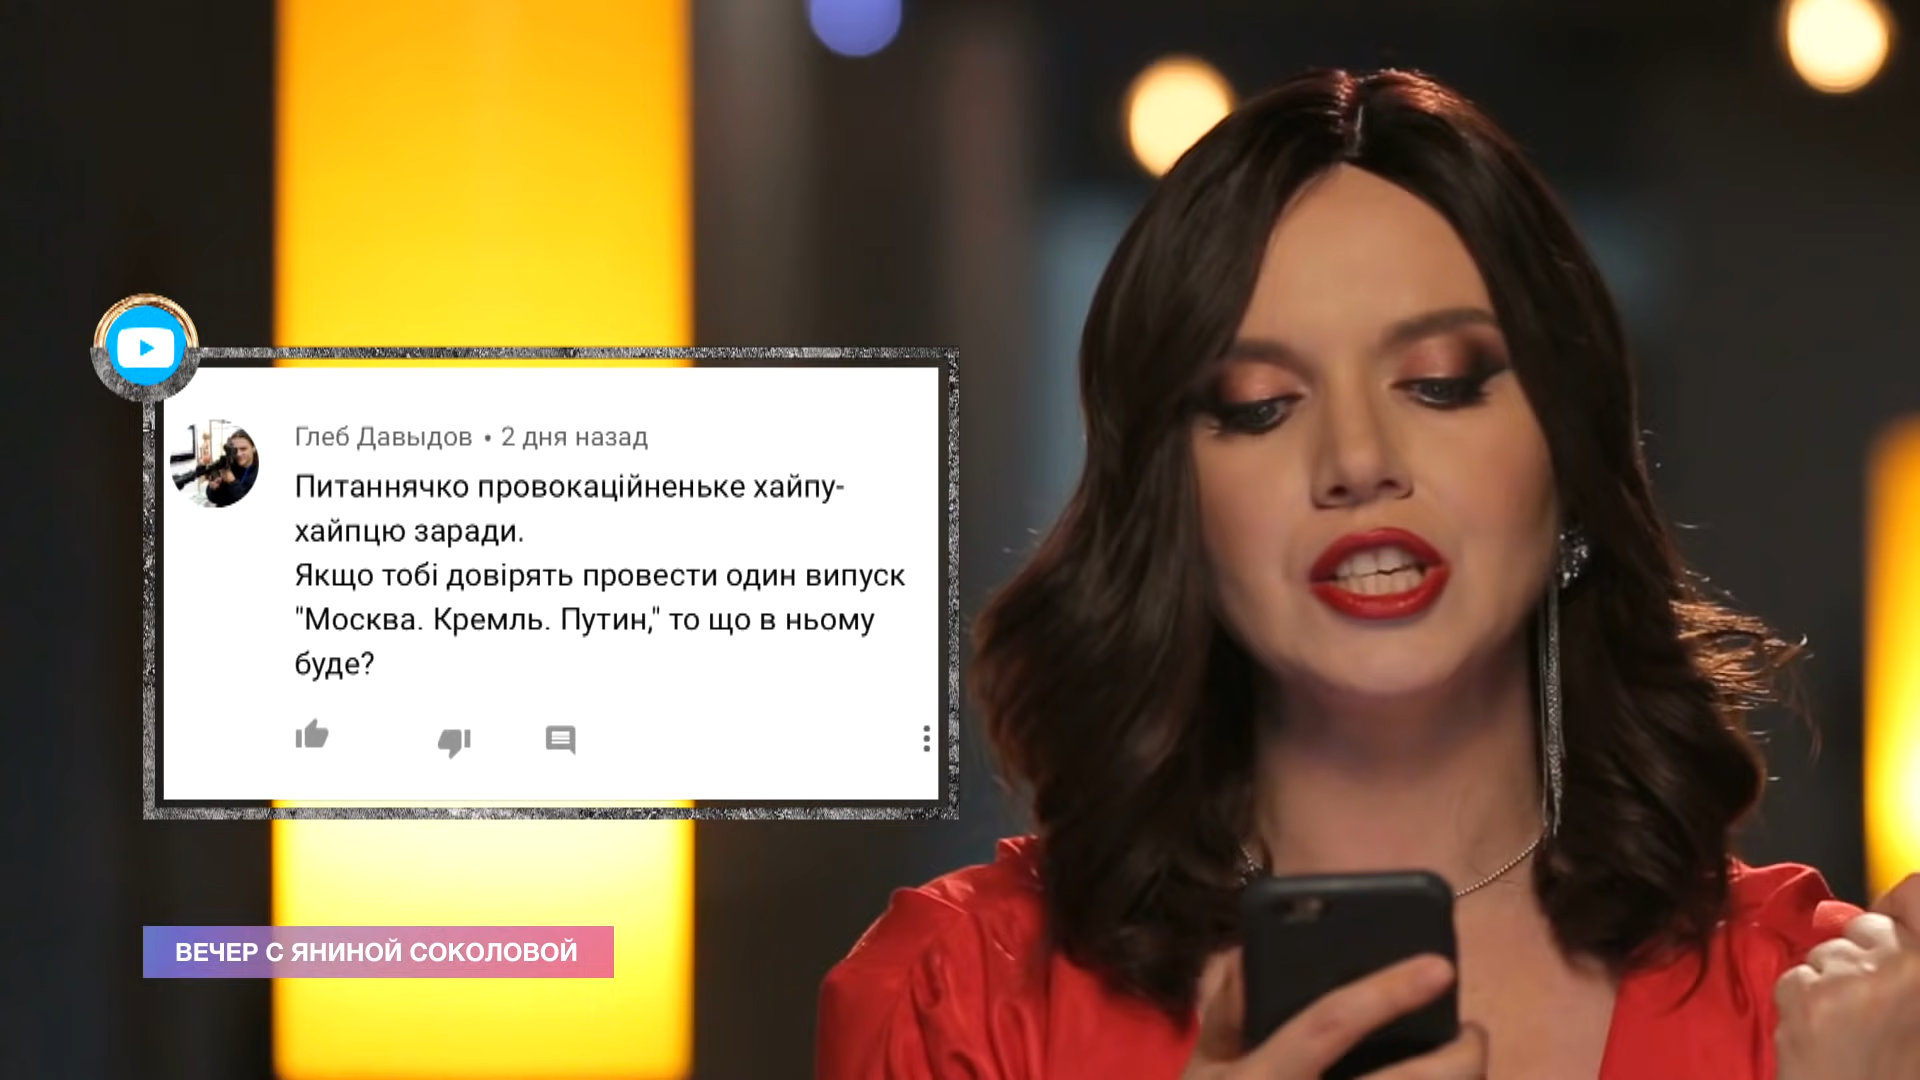 Глеб Давыдов • 2 дня назад
Питаннячко провокаційненьке хайпу-
хайпцю заради.
Якщо тобі довірять провести один випуск
"Москва. Кремль. Путин," то що в ньому
буде?
ВЕЧЕР С ЯНИНОЙ СОКОЛОВОЙ